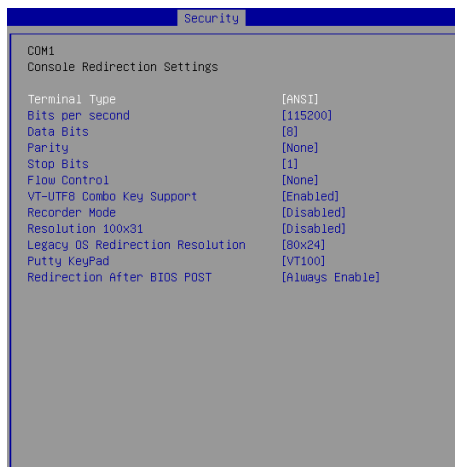 Security
COM1
Console Redirection Settings
Terminal Type [ANSI]
Bits per second [115200]
Data Bits [8]
Parity [None]
Stop Bits [1]
Flow Control [None]
VT-UTF8 Combo Key Support [Enabled]
Recorder Mode [Disabled]
Resolution 100x31 [Disabled]
Legacy OS Redirection Resolution [80x24]
Putty KeyPad [VT100]
Redirection After BIOS POST [Always Enable]